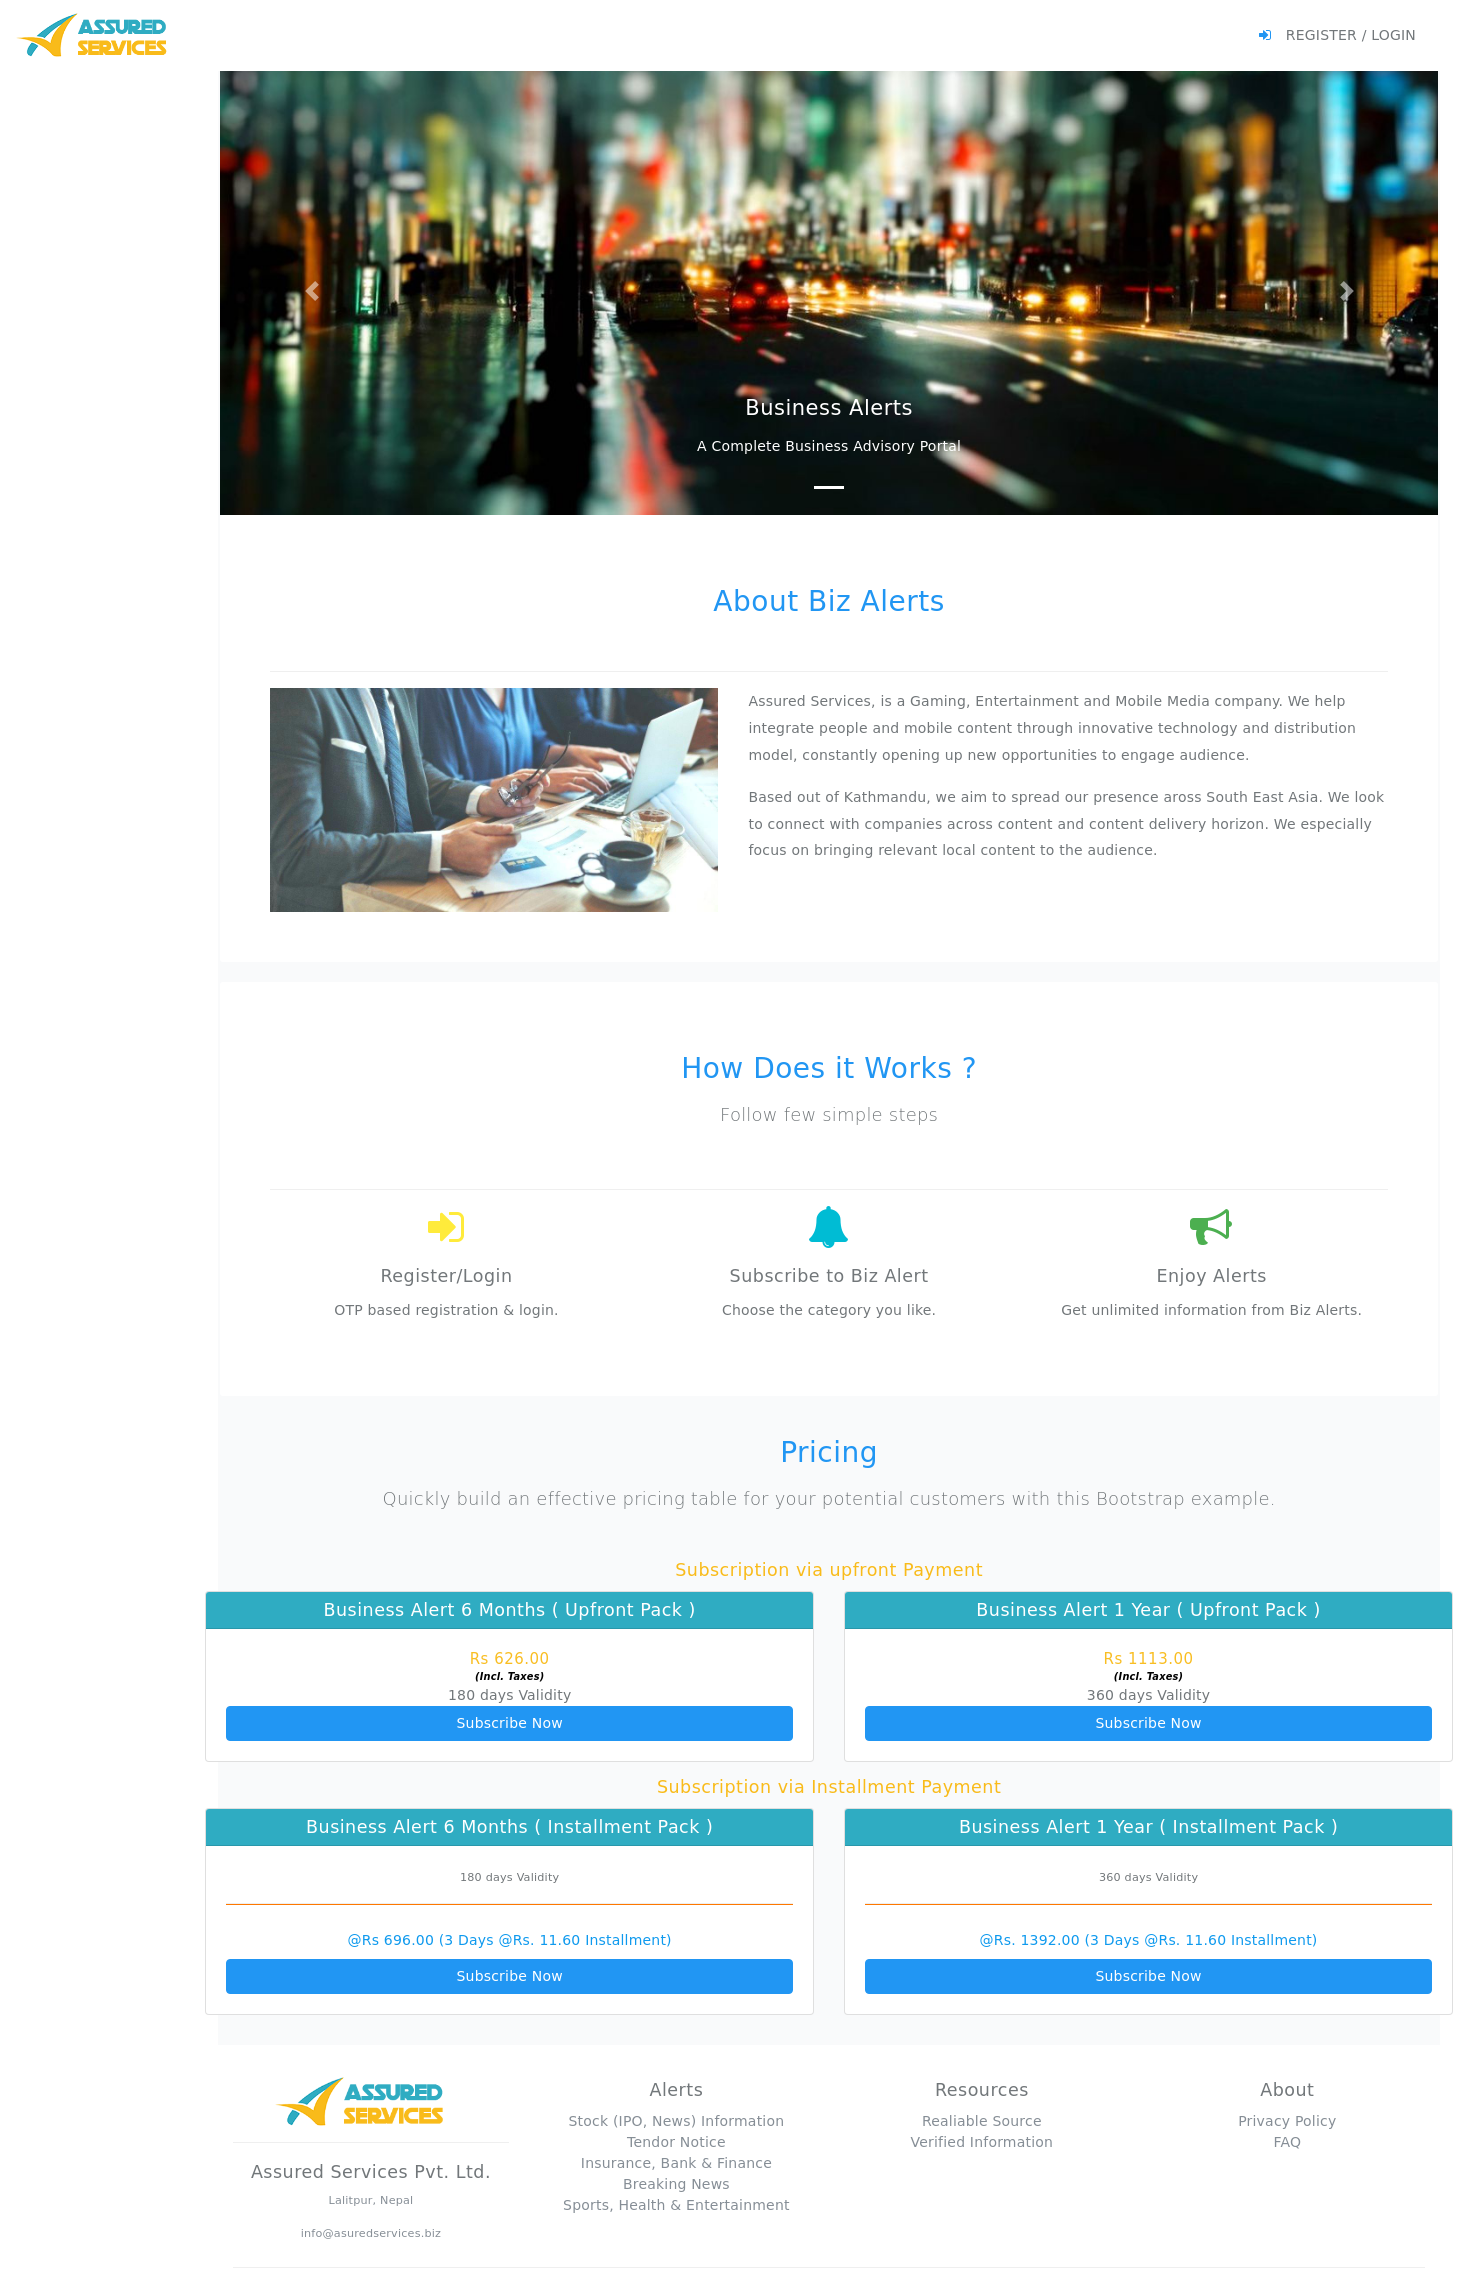 ASSURED
SERVICES
REGISTER / LOGIN
Business Alerts
A Complete Business Advisory Portal
About Biz Alerts
Assured Services, is a Gaming, Entertainment and Mobile Media company. We help
integrate people and mobile content through innovative technology and distribution
model, constantly opening up new opportunities to engage audience.
Based out of Kathmandu, we aim to spread our presence aross South East Asia. We look
to connect with companies across content and content delivery horizon. We especially
focus on bringing relevant local content to the audience.
How Does it Works ?
Follow few simple steps
Register/Login
OTP based registration & login.
Subscribe to Biz Alert
Choose the category you like.
Enjoy Alerts
Get unlimited information from Biz Alerts.
Pricing
Quickly build an effective pricing table for your potential customers with this Bootstrap example.
Subscription via upfront Payment
Business Alert 6 Months ( Upfront Pack )
Rs 626.00
(Incl. Taxes)
180 days Validity
Subscribe Now
Business Alert 1 Year ( Upfront Pack )
Rs 1113.00
(Incl. Taxes)
360 days Validity
Subscribe Now
Subscription via Installment Payment
Business Alert 6 Months ( Installment Pack )
180 days Validity
@Rs 696.00 (3 Days @Rs. 11.60 Installment)
Subscribe Now
Business Alert 1 Year ( Installment Pack )
360 days Validity
@Rs. 1392.00 (3 Days @Rs. 11.60 Installment)
Subscribe Now
ASSURED
SERVICES
Assured Services Pvt. Ltd.
Lalitpur, Nepal
info@asuredservices.biz
Alerts
Stock (IPO, News) Information
Tendor Notice
Insurance, Bank & Finance
Breaking News
Sports, Health & Entertainment
Resources
Realiable Source
Verified Information
About
Privacy Policy
FAQ